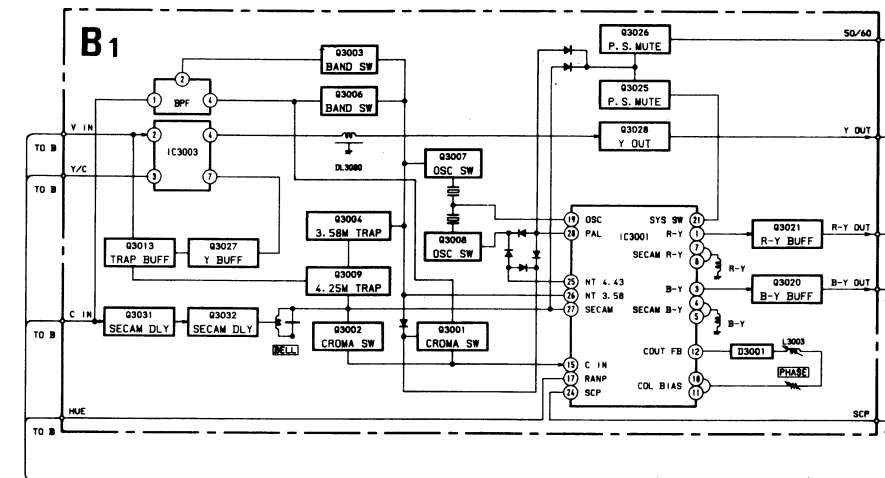 B1
Q3003
BAND SW
Q3026
P.S.MUTE
50/60
2
1
BPF
4
Q3006
BAND SW
Q3025
P.S.MUTE
V IN
TO B
2
4
IC3003
DL3080
Q3028
Y OUT
Y OUT
Y/C
TO B
3
7
Q3007
OSC SW
Q3004
3.58M TRAP
Q3008
OSC SW
19 OSC
SYS SW 21
28 PAL
IC3001
R-Y 1
Q3021
R-Y BUFF
R-Y OUT
7
SECAM R-Y
8
R-Y
Q3013
TRAP BUFF
Q3027
Y BUFF
Q3009
4.25M TRAP
25 NT 4.43
26 NT 3.58
27 SECAM
B-Y 3
Q3020
B-Y BUFF
B-Y OUT
4
SECAM B-Y
5
B-Y
C IN
TO B
Q3031
SECAM DLY
Q3032
SECAM DLY
BELL
Q3002
CROMA SW
Q3001
CROMA SW
COUT FB 12
D3001
L3003
PHASE
15 C IN
17 RANP
24 SCP
10
COL BIAS
11
HUE
TO B
SCP